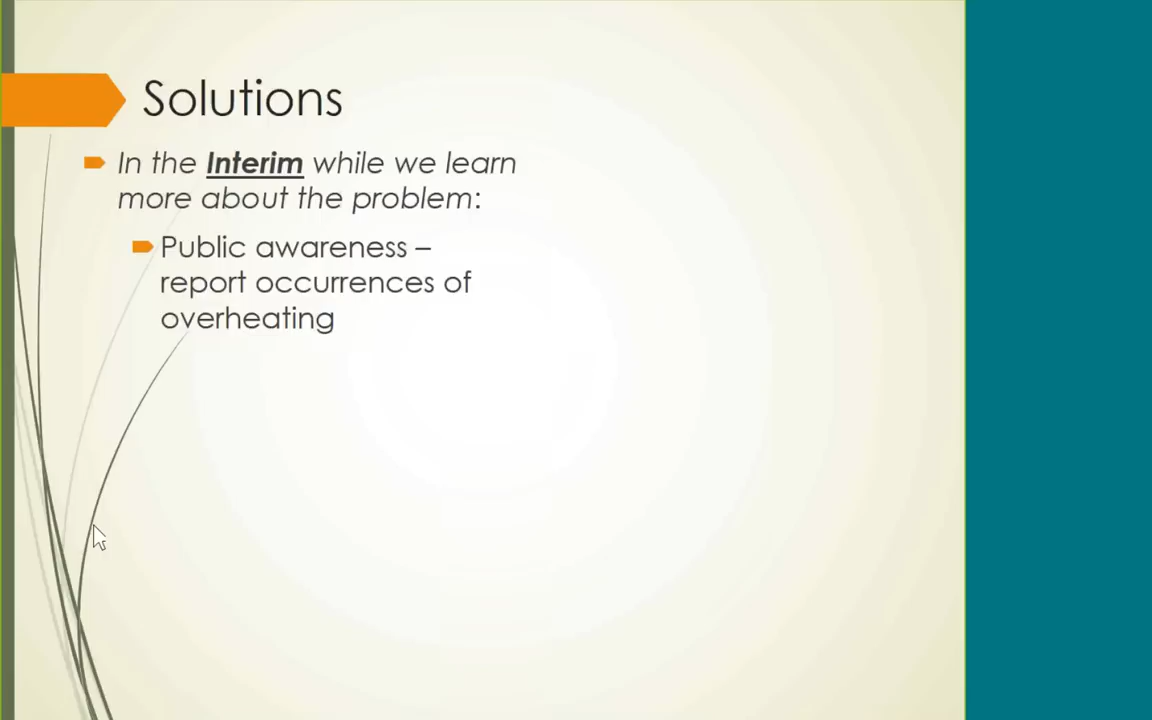 Solutions
In the Interim while we learn
more about the problem:
Public awareness –
report occurrences of
overheating